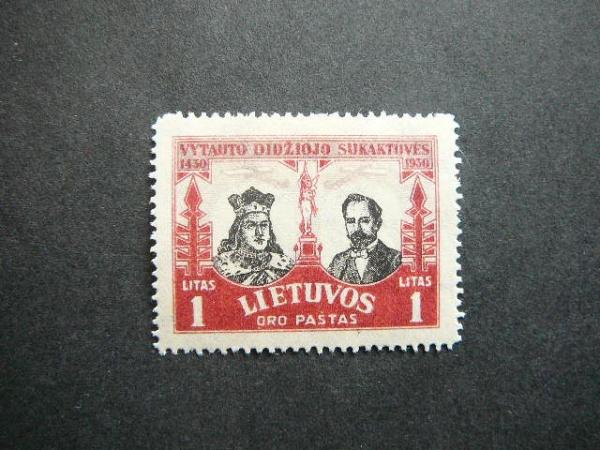 VYTAUTO DIDŽIOJO SUKAKTUVĖS
1430 1930
LITAS LITAS
1 LIETUVOS 1
ORO PAŠTAS